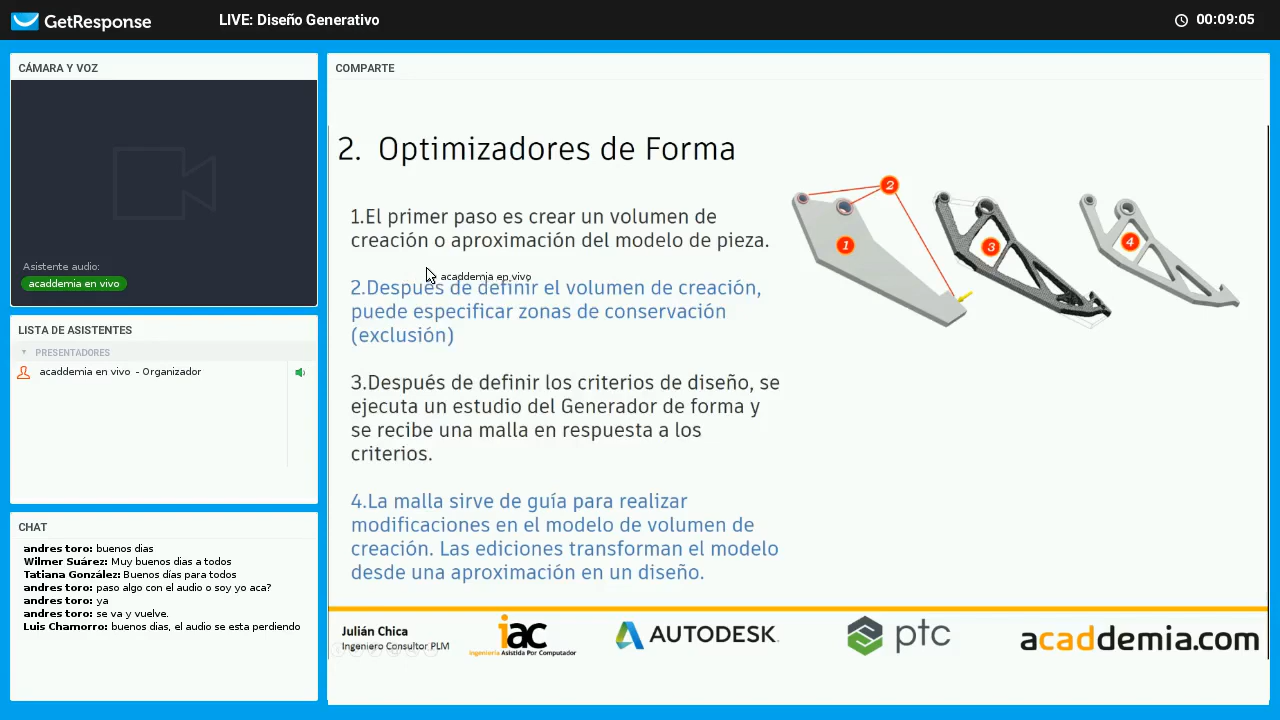 GetResponse
LIVE: Diseño Generativo
00:09:05
CÁMARA Y VOZ
Asistente audio:
acaddemia en vivo
LISTA DE ASISTENTES
PRESENTADORES
acaddemia en vivo - Organizador
CHAT
andres toro: buenos dias
Wilmer Suárez: Muy buenos dias a todos
Tatiana González: Buenos días para todos
andres toro: paso algo con el audio o soy yo aca?
andres toro: ya
andres toro: se va y vuelve.
Luis Chamorro: buenos dias, el audio se esta perdiendo
COMPARTE
2. Optimizadores de Forma
1.El primer paso es crear un volumen de
creación o aproximación del modelo de pieza.
acaddemia en vivo
2.Después de definir el volumen de creación,
puede especificar zonas de conservación
(exclusión)
3.Después de definir los criterios de diseño, se
ejecuta un estudio del Generador de forma y
se recibe una malla en respuesta a los
criterios.
4.La malla sirve de guía para realizar
modificaciones en el modelo de volumen de
creación. Las ediciones transforman el modelo
desde una aproximación en un diseño.
1
2
3
4
Julián Chica
Ingeniero Consultor PLM
iac
Ingeniería Asistida Por Computador
AUTODESK.
ptc
acaddemia.com